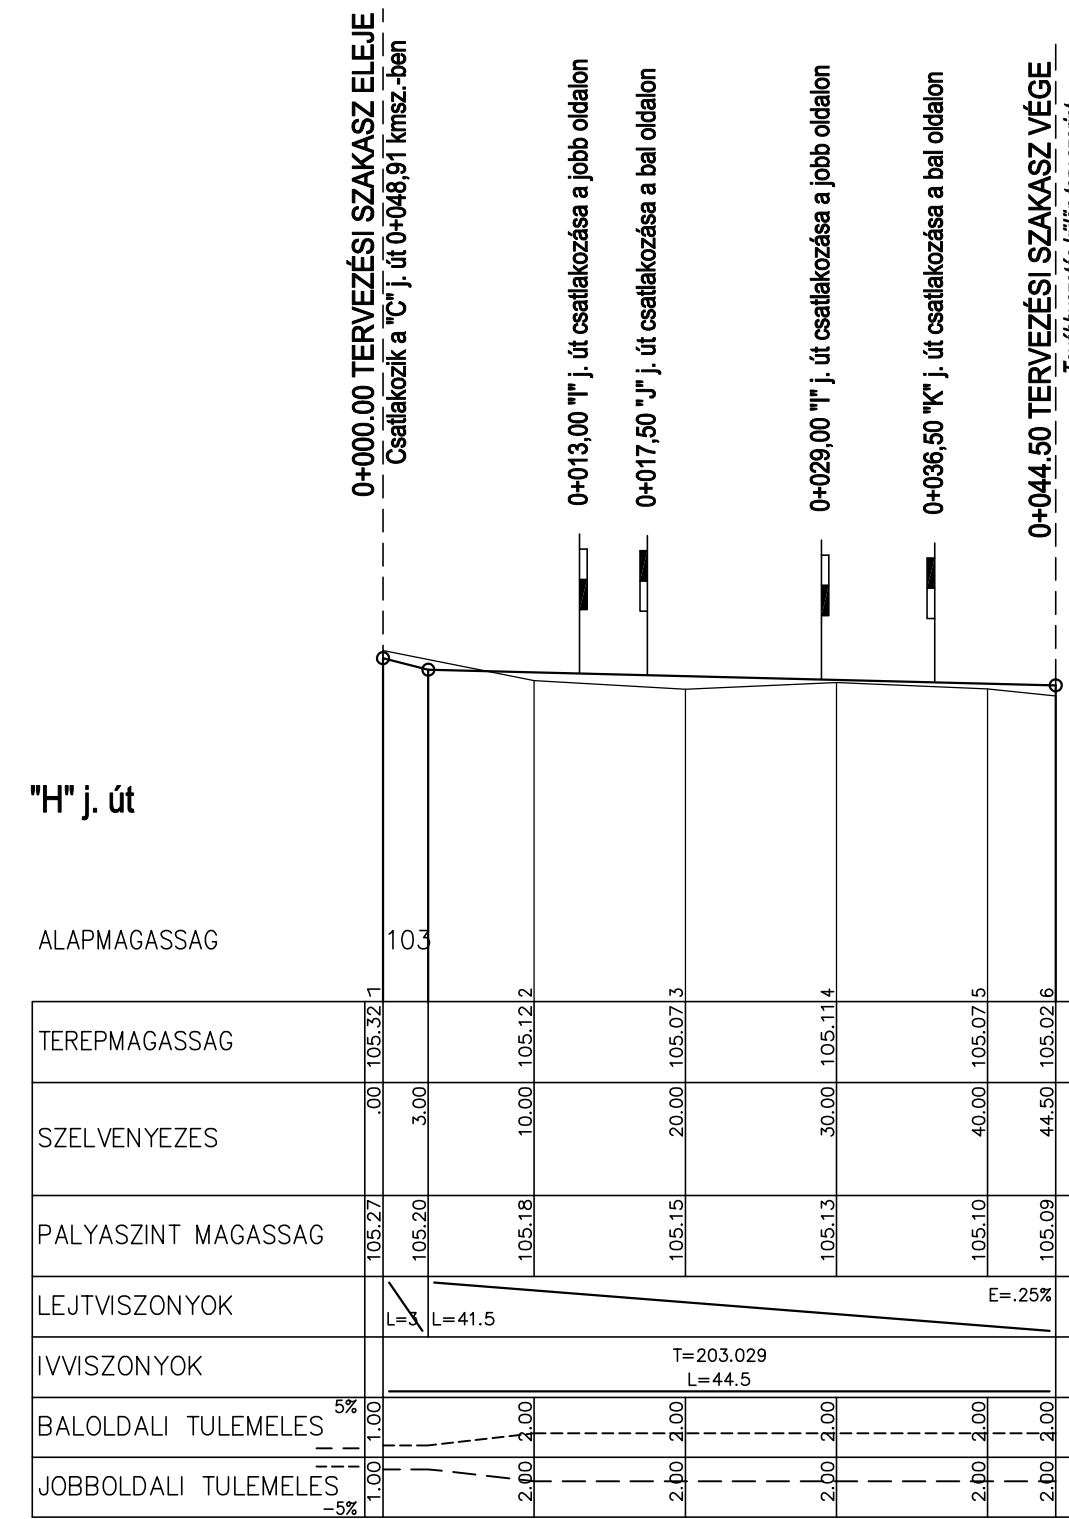 0+000.00 TERVEZÉSI SZAKASZ ELEJE
Csatlakozik a "C" j. út 0+048,91 kmsz.-ben
0+013,00 "I" j. út csatlakozása a jobb oldalon
0+017,50 "J" j. út csatlakozása a bal oldalon
0+029,00 "I" j. út csatlakozása a jobb oldalon
0+036,50 "K" j. út csatlakozása a bal oldalon
0+044.50 TERVEZÉSI SZAKASZ VÉGE
"H" j. út
ALAPMAGASSAG 103
1 2 3 4 5 6
TEREPMAGASSAG 105.32 105.12 105.07 105.11 105.07 105.02
SZELVENYEZES .00 3.00 10.00 20.00 30.00 40.00 44.50
PALYASZINT MAGASSAG 105.27 105.20 105.18 105.15 105.13 105.10 105.09
LEJTVISZONYOK L=3 L=41.5 E=.25%
IVVISZONYOK T=203.029
L=44.5
BALOLDALI TULEMELES 5% 1.00 2.00 2.00 2.00 2.00 2.00
JOBBOLDALI TULEMELES -5% 1.00 2.00 2.00 2.00 2.00 2.00